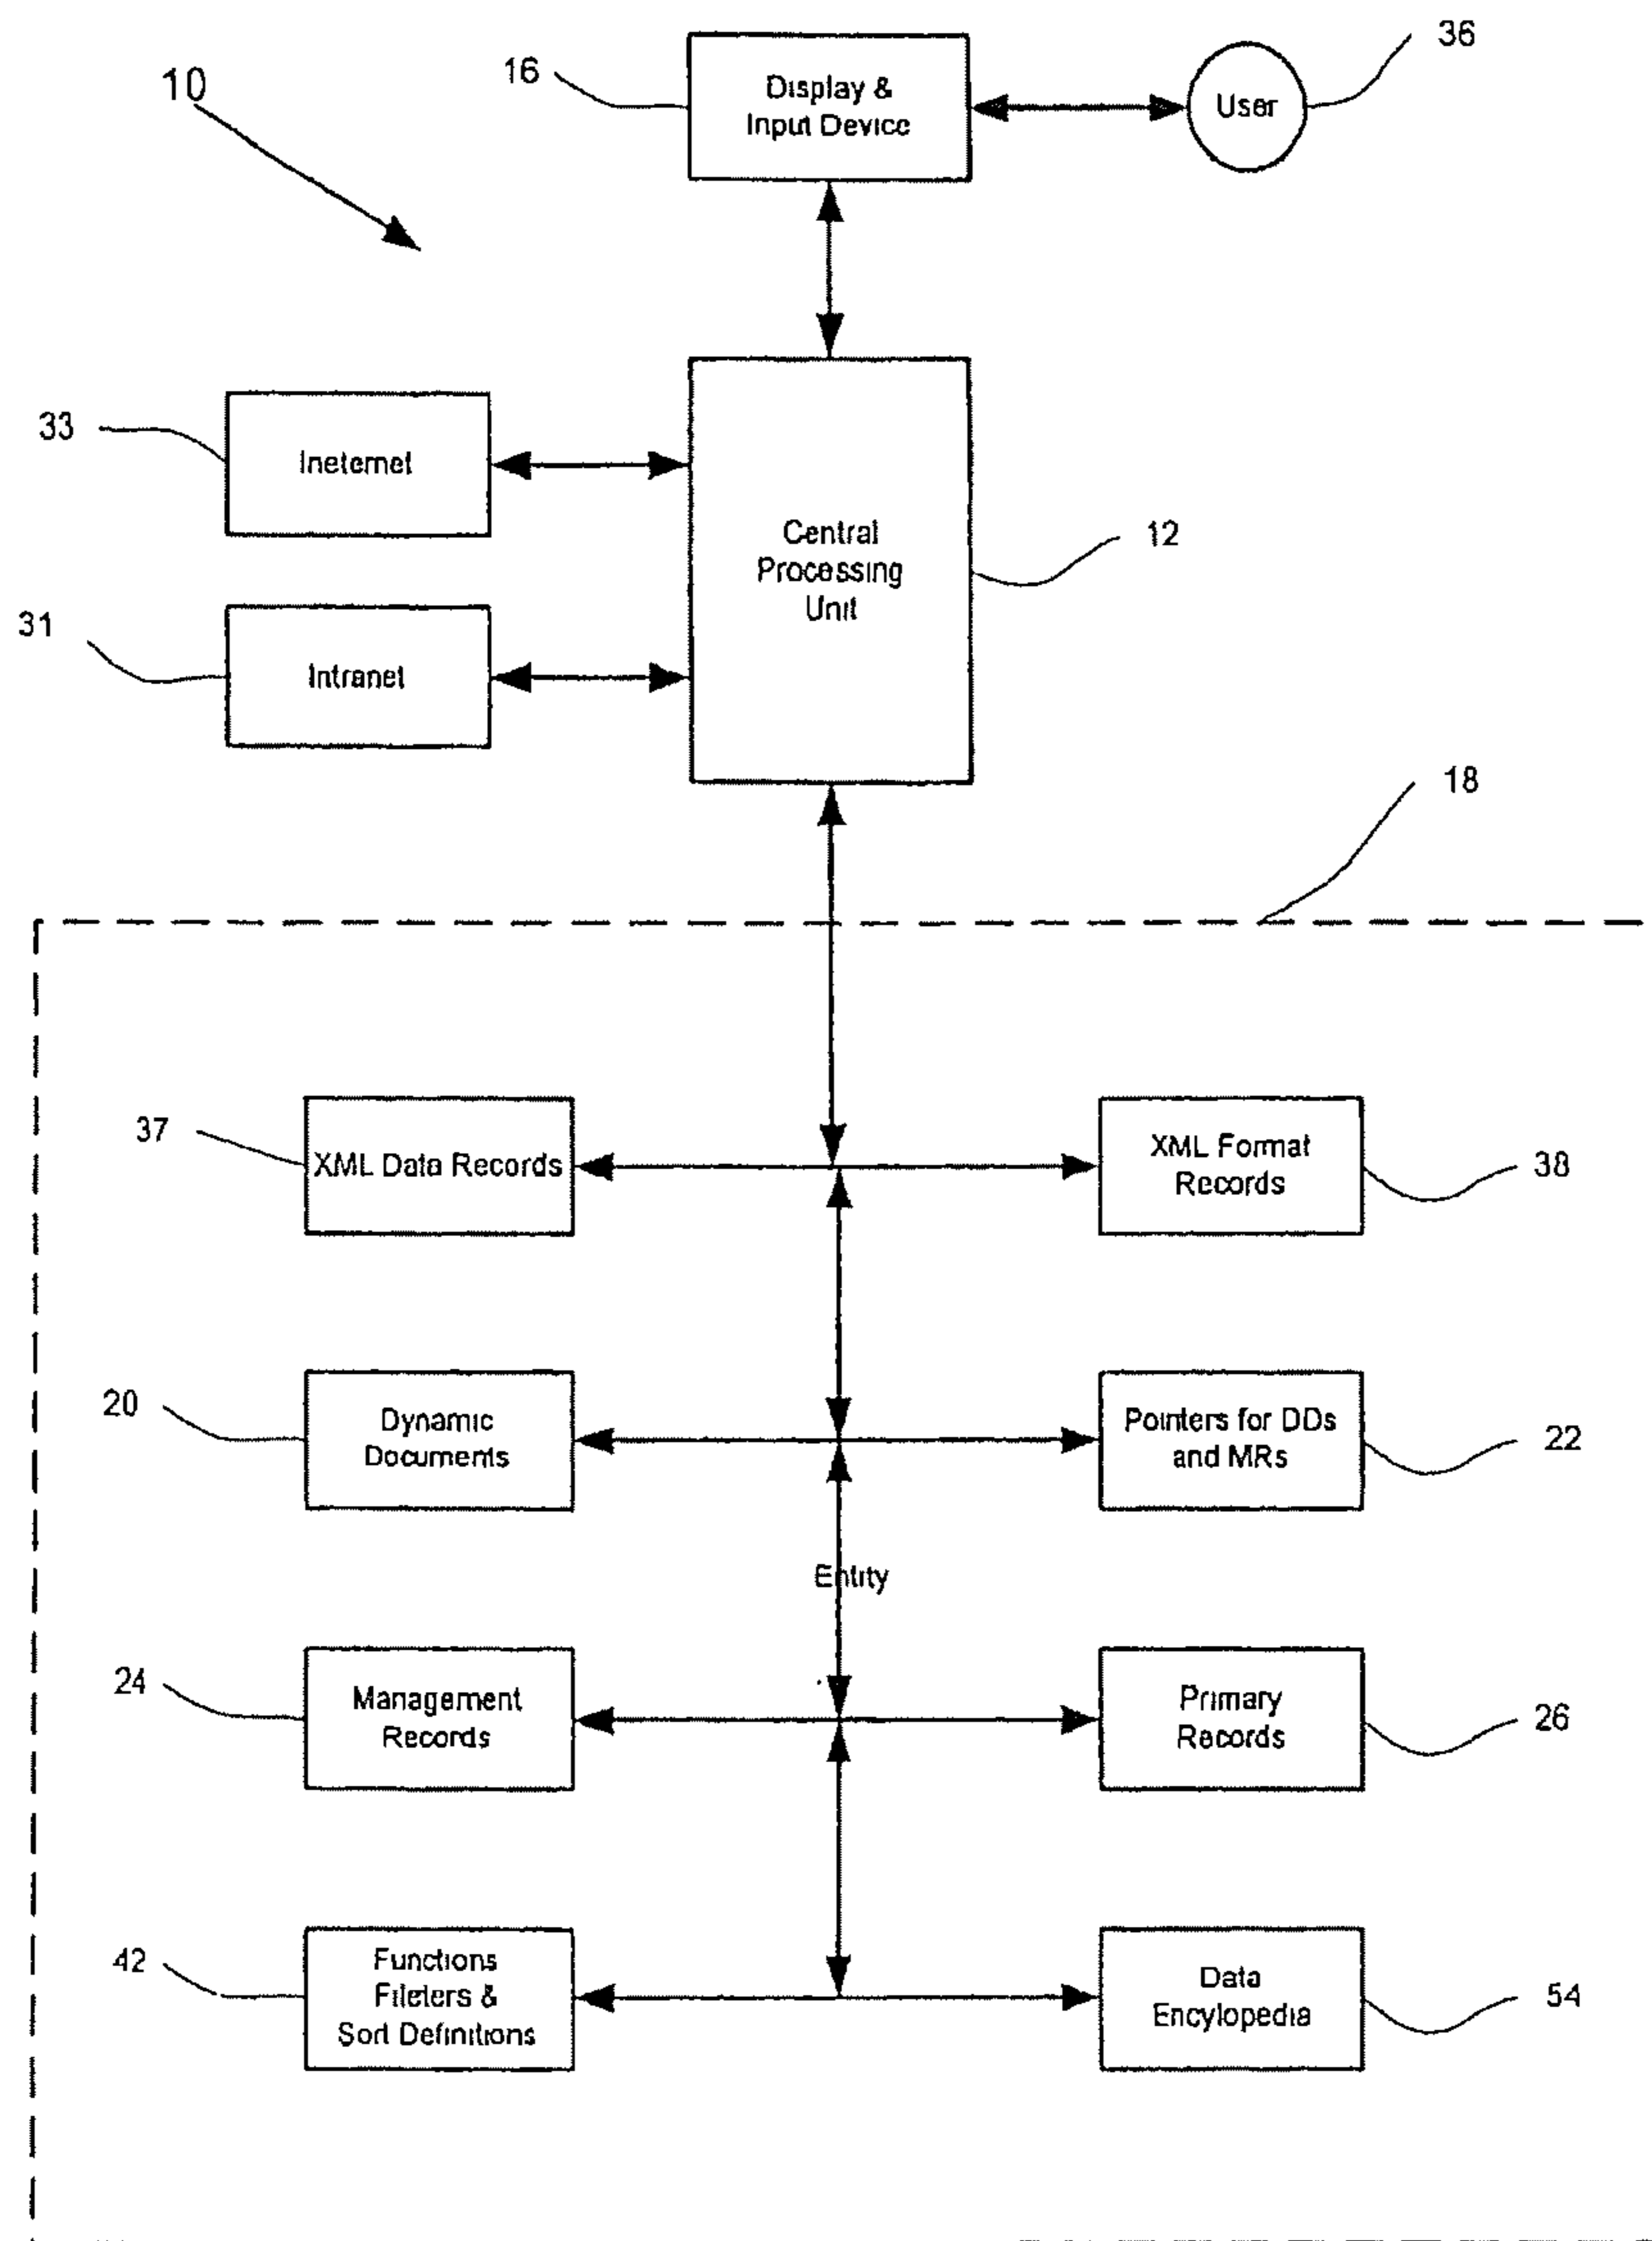 10
16
Display &
Input Device
User
36
33
Ineternet
Central
Processing
Unit
12
31
Intranet
18
37
XML Data Records
XML Format
Records
38
20
Dynamic
Documents
Pointers for DDs
and MRs
22
Entity
24
Management
Records
Primary
Records
26
42
Functions
Fileters &
Sort Definitions
Data
Encylopedia
54